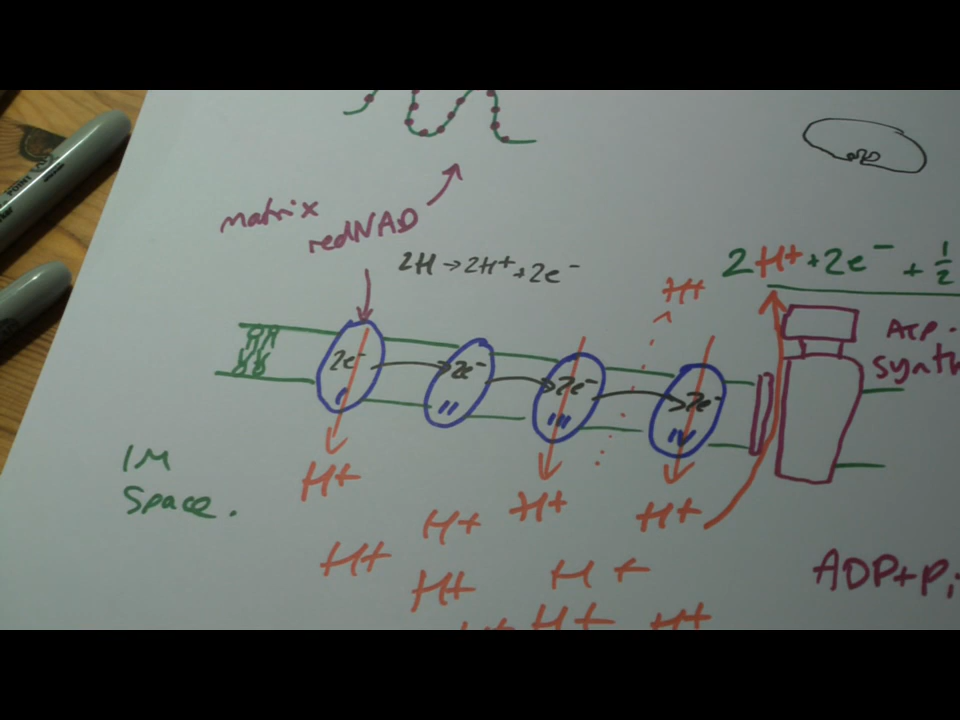 matrix
redNAD
2H → 2H⁺ + 2e⁻
H+
2H+ + 2e⁻ + ½
ATP
synth
2e⁻ 2e⁻ 2e⁻ 2e⁻
I II III IV
IM
Space.
H+ H+ H+ H+
H+ H+ H+
ADP + Pi
H+ H+